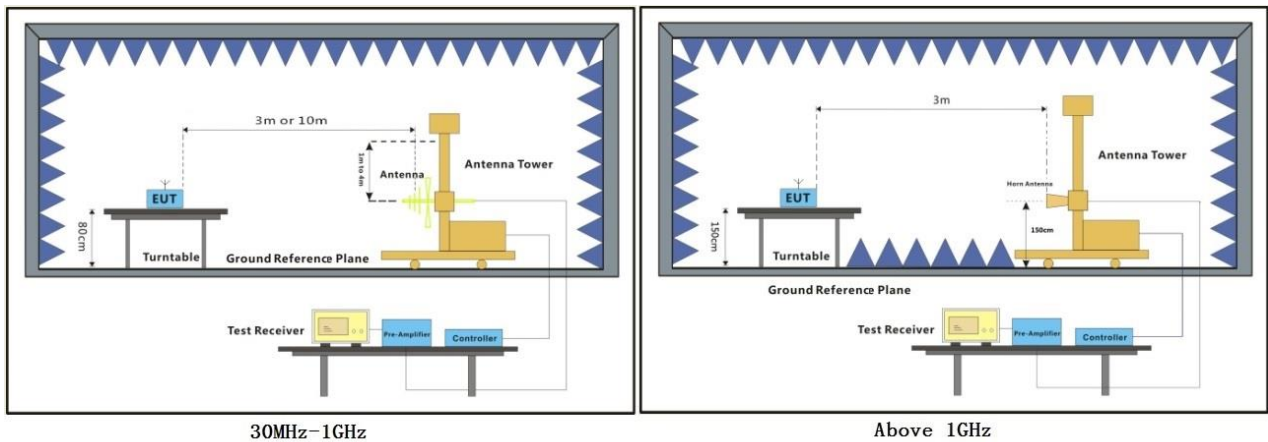 3m or 10m
1m to 4m
Antenna
Antenna Tower
EUT
80cm
Turntable
Ground Reference Plane
Test Receiver
Pre-Amplifier
Controller
30MHz-1GHz
3m
Antenna Tower
Horn Antenna
EUT
150cm
150cm
Turntable
Ground Reference Plane
Test Receiver
Pre-Amplifier
Controller
Above 1GHz